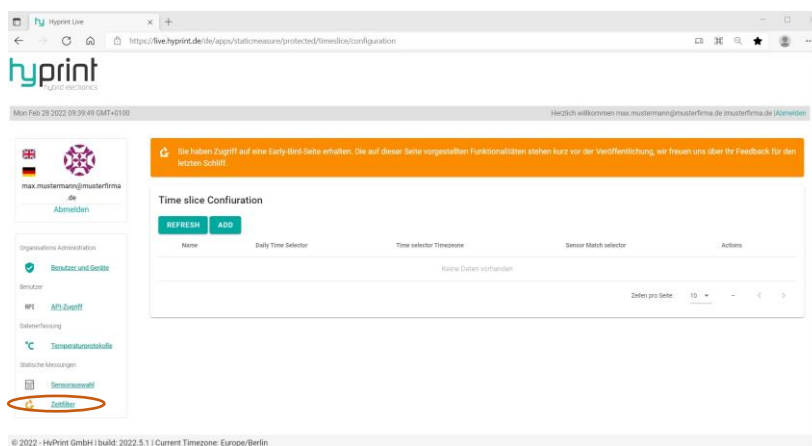 Hyprint Live
https://live.hyprint.de/de/apps/staticmeasure/protected/timeslice/configuration
hyprint
hybrid electronics
Mon Feb 28 2022 09:39:49 GMT+0100
Herzlich willkommen max.mustermann@musterfirma.de (musterfirma.de )Abmelden
max.mustermann@musterfirma
.de
Abmelden
Organisations Administration
Benutzer und Geräte
Benutzer
API
API-Zugriff
Datenerfassung
°C
Temperaturprotokolle
Statische Messungen
Sensorauswahl
Zeitfilter
Sie haben Zugriff auf eine Early-Bird-Seite erhalten. Die auf dieser Seite vorgestellten Funktionalitäten stehen kurz vor der Veröffentlichung, wir freuen uns über Ihr Feedback für den
letzten Schliff.
Time slice Confiuration
REFRESH ADD
Name Daily Time Selector Time selector Timezone Sensor Match selector Actions
Keine Daten vorhanden
Zeilen pro Seite: 10 –
© 2022 - HyPrint GmbH | build: 2022.5.1 | Current Timezone: Europe/Berlin